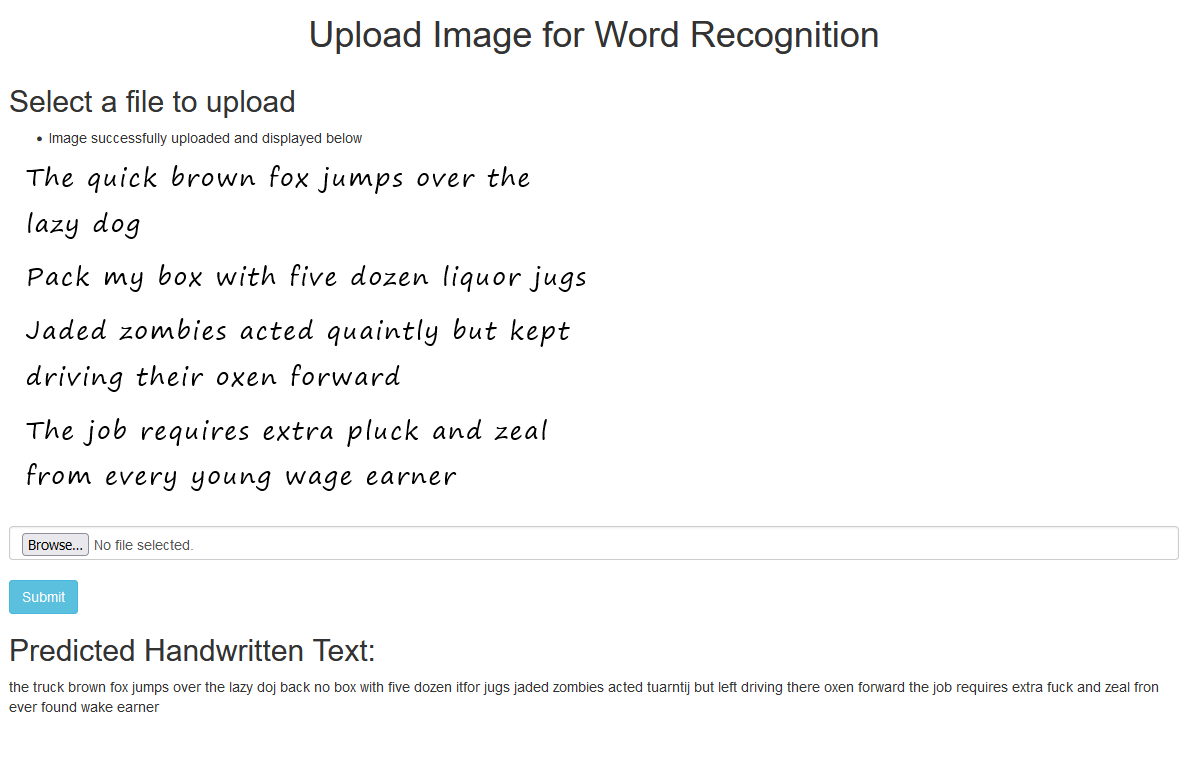 Upload Image for Word Recognition
Select a file to upload
• Image successfully uploaded and displayed below
The quick brown fox jumps over the
lazy dog
Pack my box with five dozen liquor jugs
Jaded zombies acted quaintly but kept
driving their oxen forward
The job requires extra pluck and zeal
from every young wage earner
Browse... No file selected.
Submit
Predicted Handwritten Text:
the truck brown fox jumps over the lazy doj back no box with five dozen itfor jugs jaded zombies acted tuarntij but left driving there oxen forward the job requires extra fuck and zeal fron
ever found wake earner